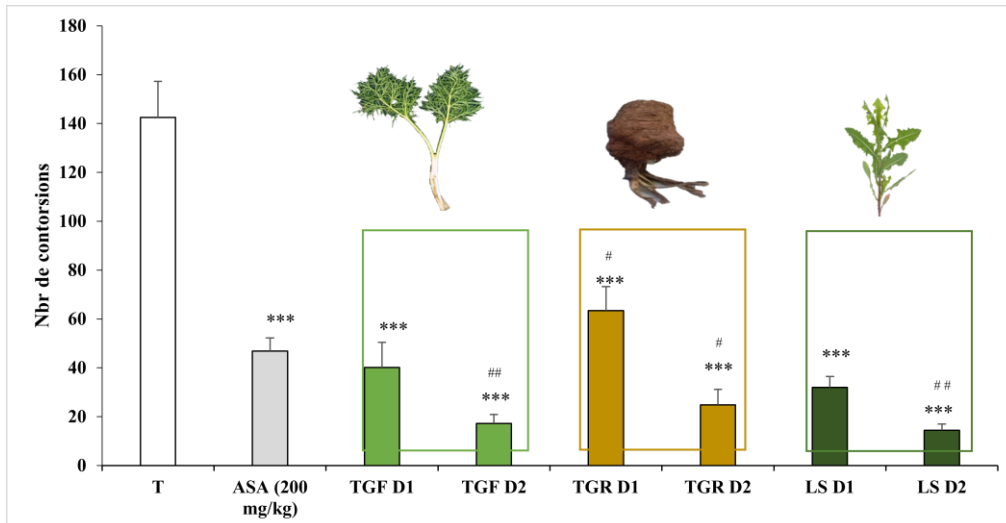 180
160
140
120
100
80
60
40
20
0
Nbr de contorsions
***
***
##
***
#
***
#
***
***
# #
***
T
ASA (200
mg/kg)
TGF D1
TGF D2
TGR D1
TGR D2
LS D1
LS D2